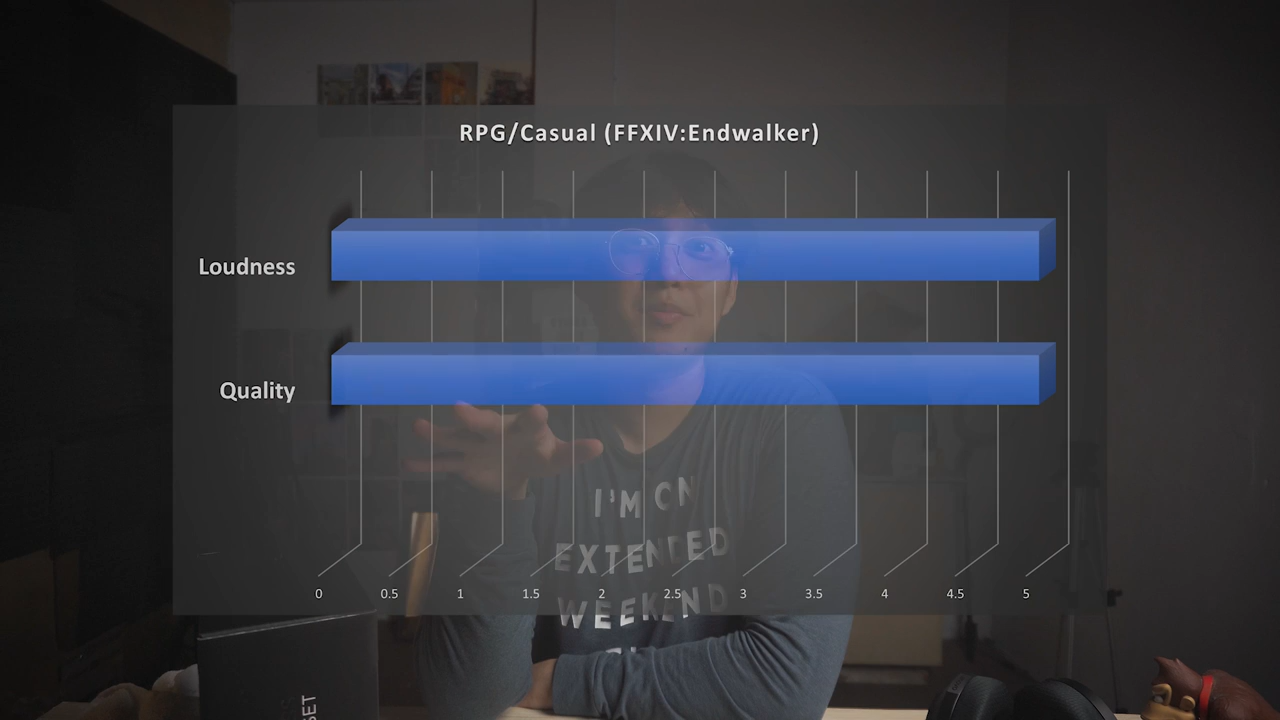 RPG/Casual (FFXIV:Endwalker)
Loudness
Quality
I'M ON
EXTENDED
WEEKEND
0 0.5 1 1.5 2 2.5 3 3.5 4 4.5 5